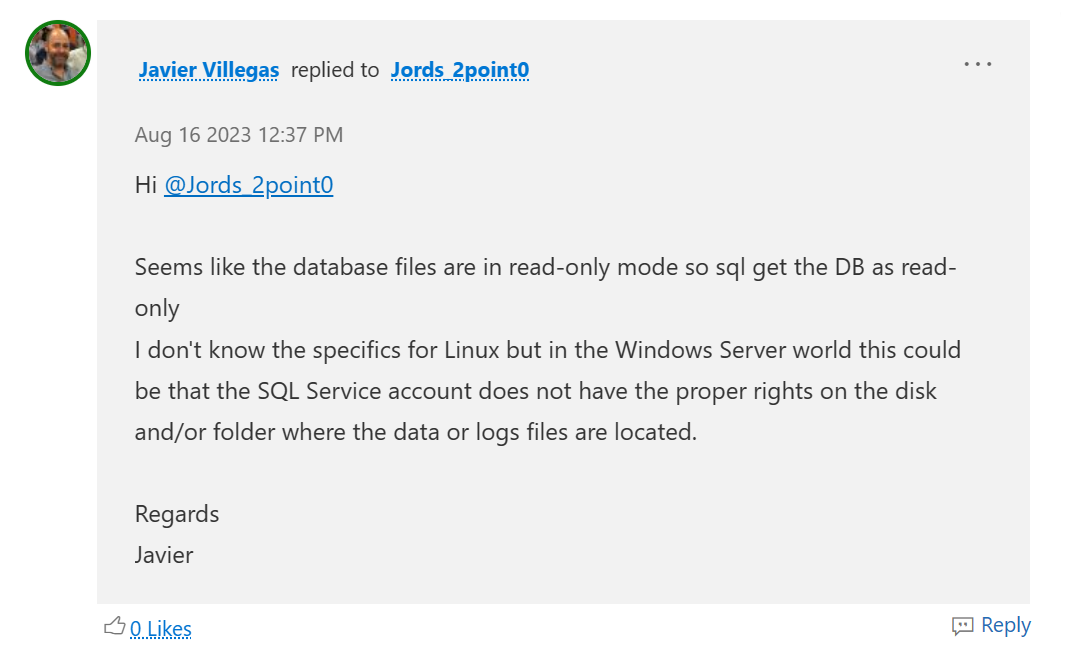 Javier Villegas replied to Jords_2point0
...
Aug 16 2023 12:37 PM
Hi @Jords_2point0
Seems like the database files are in read-only mode so sql get the DB as read-
only
I don't know the specifics for Linux but in the Windows Server world this could
be that the SQL Service account does not have the proper rights on the disk
and/or folder where the data or logs files are located.
Regards
Javier
0 Likes
Reply